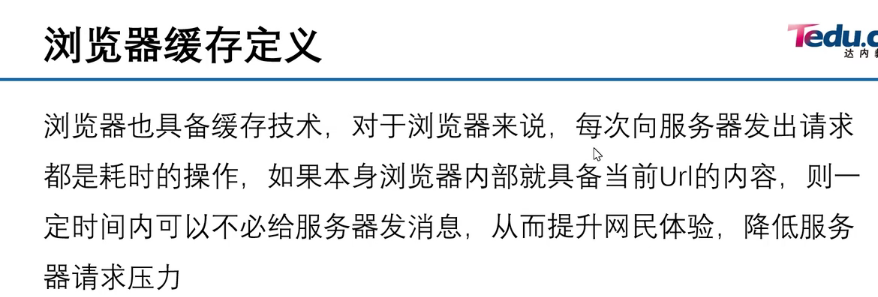 浏览器缓存定义
Tedu.c
达内
浏览器也具备缓存技术，对于浏览器来说，每次向服务器发出请求
都是耗时的操作，如果本身浏览器内部就具备当前Url的内容，则一
定时间内可以不必给服务器发消息，从而提升网民体验，降低服务
器请求压力